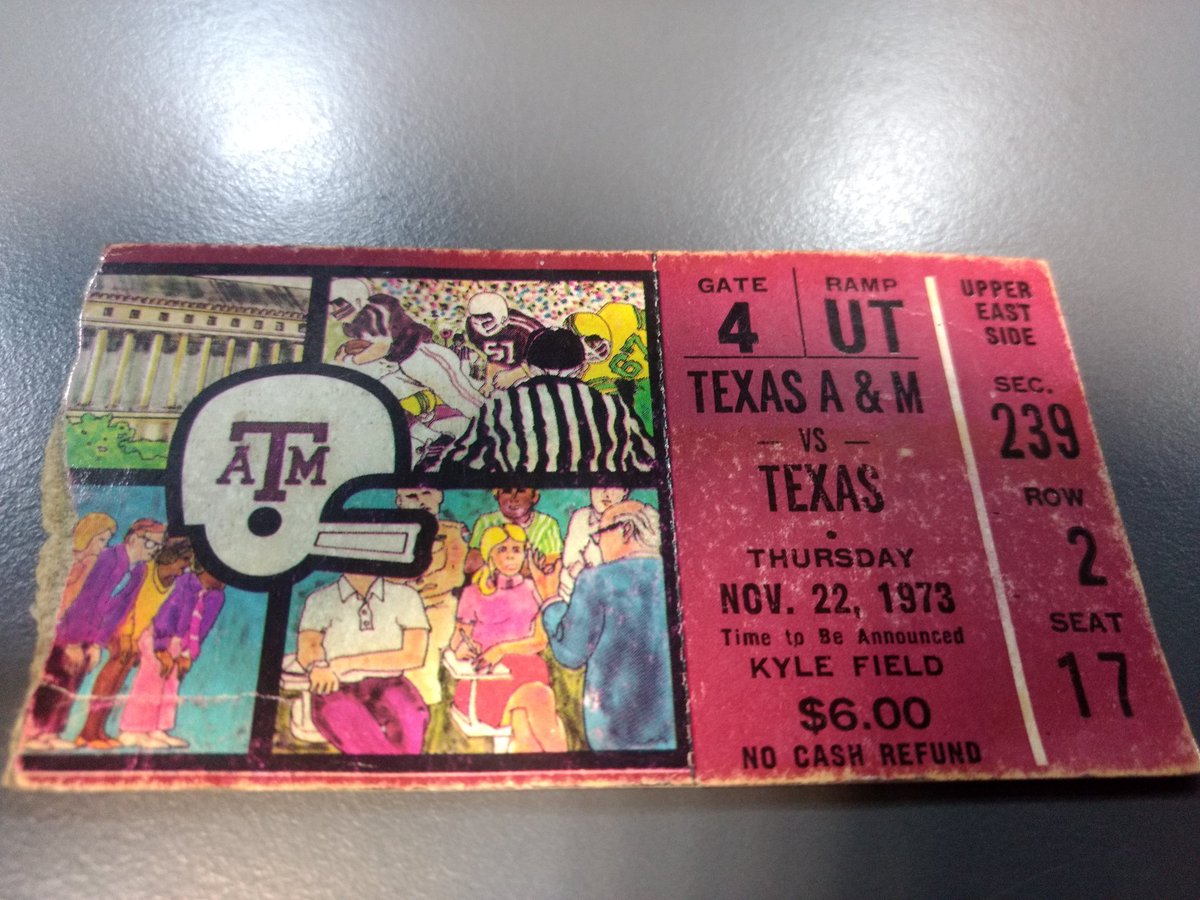 ATM
51
67
GATE
4
RAMP
UT
TEXAS A & M
— VS —
TEXAS
•
THURSDAY
NOV. 22, 1973
Time to Be Announced
KYLE FIELD
$6.00
NO CASH REFUND
UPPER
EAST
SIDE
SEC.
239
ROW
2
SEAT
17